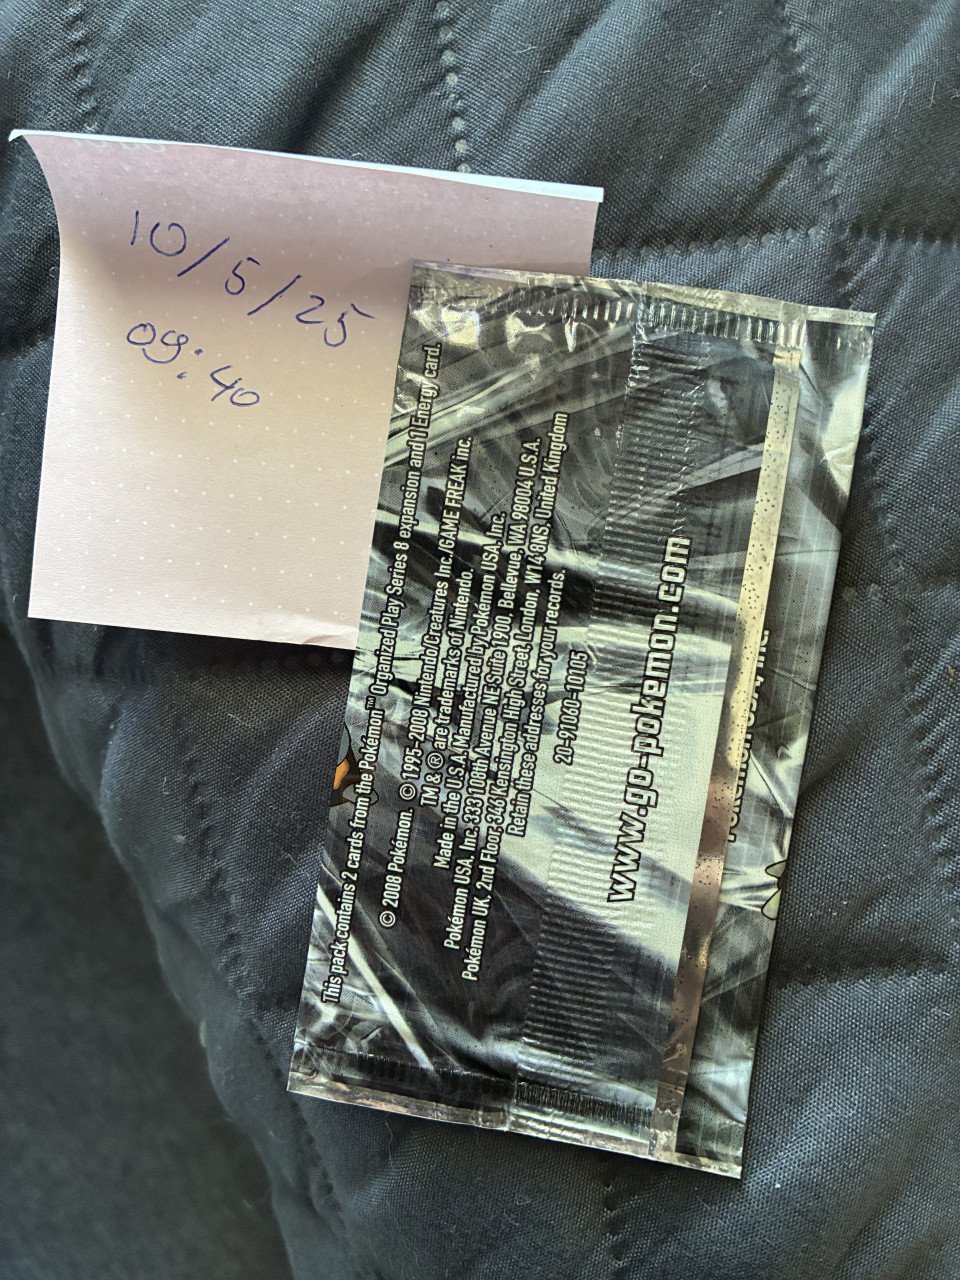 10/5/25
09:40
This pack contains 2 cards from the Pokémon™ Organized Play Series 8 expansion and 1 Energy card.
© 2008 Pokémon. © 1995–2008 Nintendo/Creatures Inc./GAME FREAK inc.
TM & ® are trademarks of Nintendo.
Made in the U.S.A. Manufactured by Pokémon USA, Inc.
Pokémon USA, Inc. 333 108th Avenue NE Suite 1900, Bellevue, WA 98004 U.S.A.
Pokémon UK, 2nd Floor, 346 Kensington High Street, London, W14 8NS, United Kingdom
Retain these addresses for your records.
20-91060-10105
www.go-pokemon.com